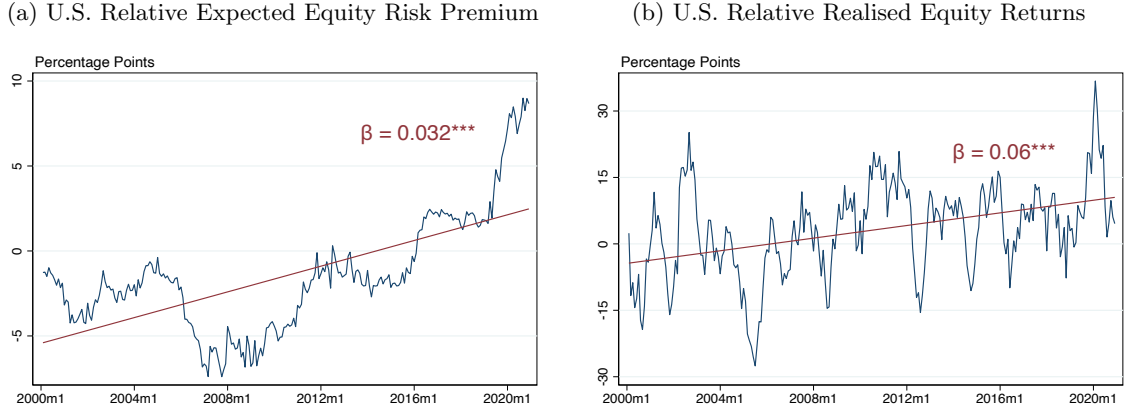 (a) U.S. Relative Expected Equity Risk Premium
Percentage Points
10
5
0
-5
β = 0.032***
2000m1 2004m1 2008m1 2012m1 2016m1 2020m1
(b) U.S. Relative Realised Equity Returns
Percentage Points
30
15
0
-15
-30
β = 0.06***
2000m1 2004m1 2008m1 2012m1 2016m1 2020m1